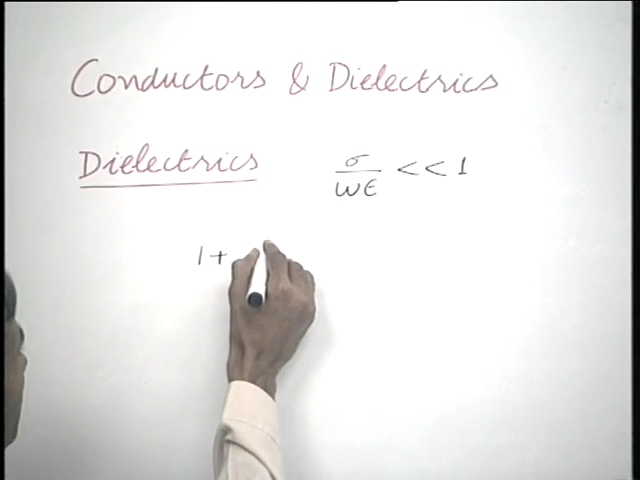 Conductors & Dielectrics
Dielectrics σ/ωϵ << 1
1 +